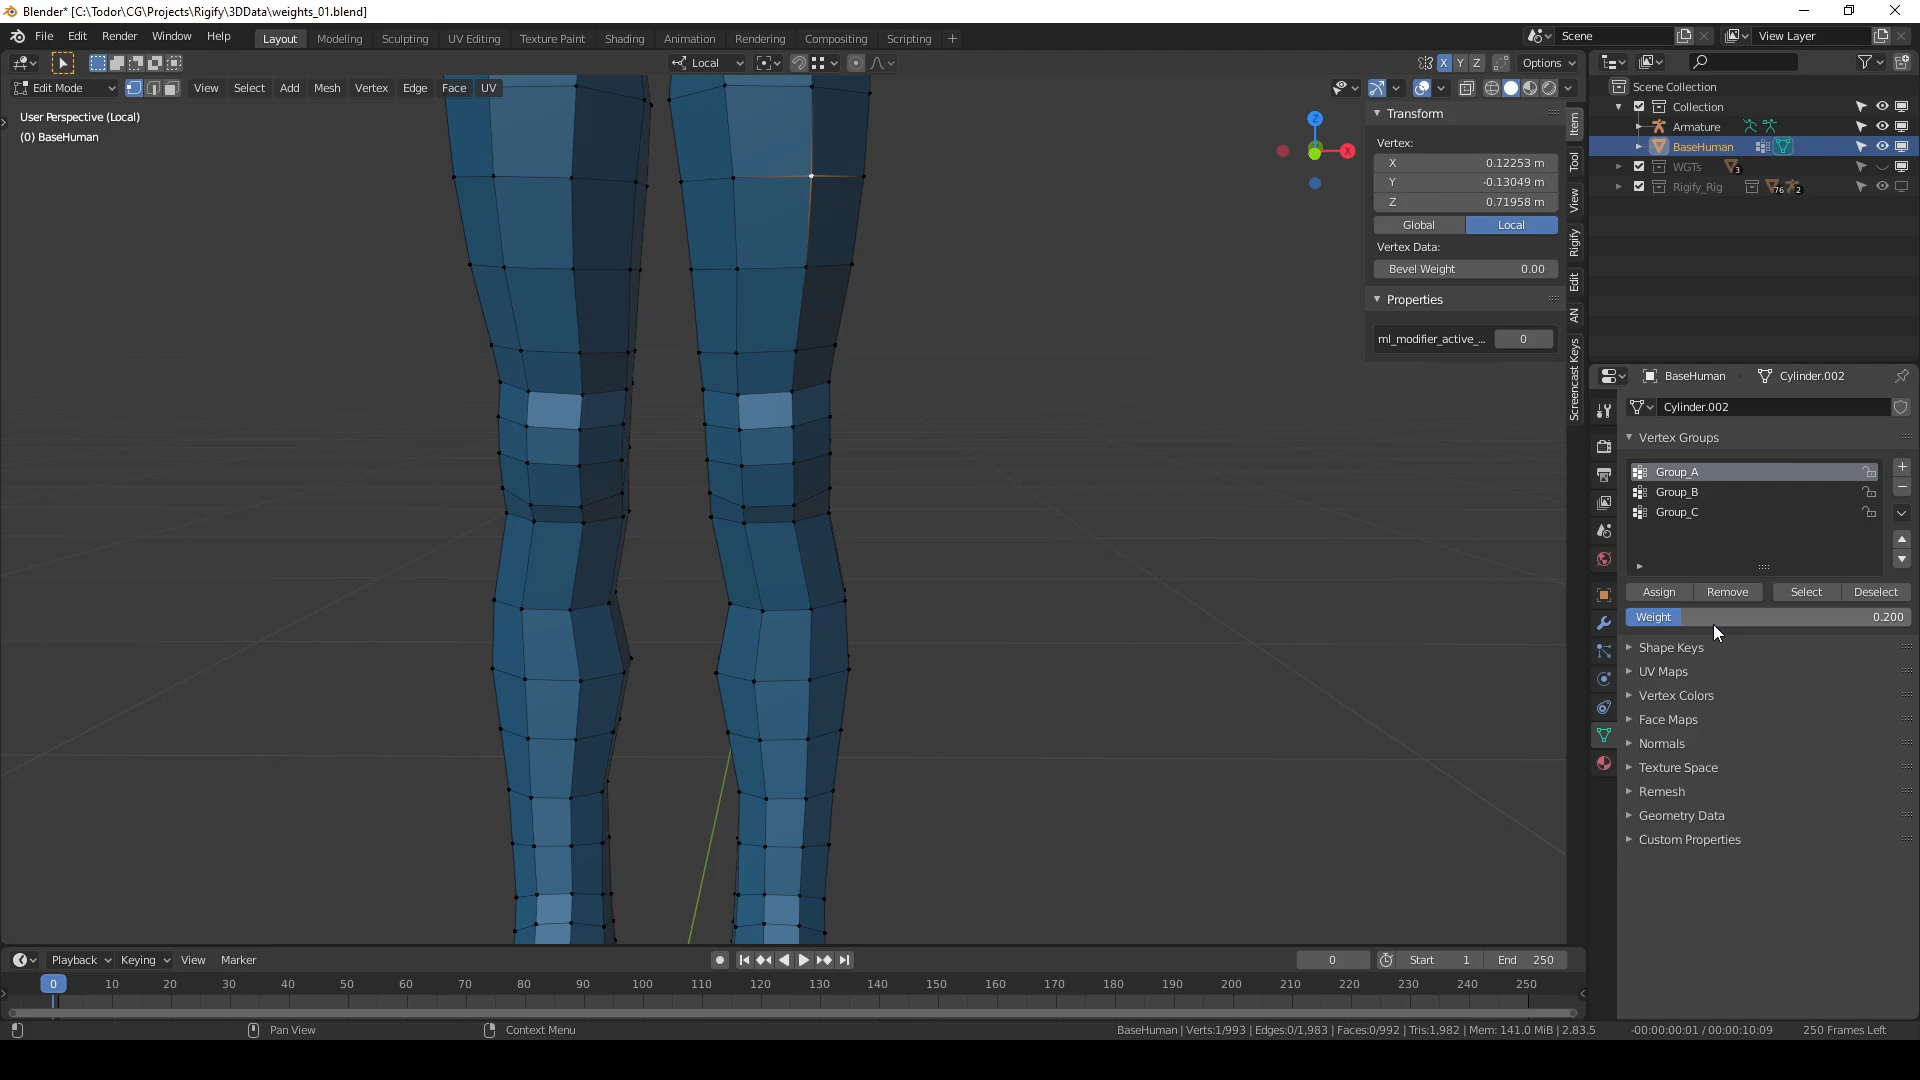 Blender* [C:\Todor\CG\Projects\Rigify\3DData\weights_01.blend]
File Edit Render Window Help Layout Modeling Sculpting UV Editing Texture Paint Shading Animation Rendering Compositing Scripting + Scene View Layer
Local X Y Z Options
Edit Mode View Select Add Mesh Vertex Edge Face UV
User Perspective (Local)
(0) BaseHuman
Z
X
Transform
Vertex:
X 0.12253 m
Y -0.13049 m
Z 0.71958 m
Global Local
Vertex Data:
Bevel Weight 0.00
Properties
ml_modifier_active_... 0
Item
Tool
View
Rigify
Edit
AN
Screencast Keys
Scene Collection
Collection
Armature
BaseHuman
WGTs 3
Rigify_Rig 76 2
BaseHuman Cylinder.002
Cylinder.002
Vertex Groups
Group_A
Group_B
Group_C
Assign Remove Select Deselect
Weight 0.200
Shape Keys
UV Maps
Vertex Colors
Face Maps
Normals
Texture Space
Remesh
Geometry Data
Custom Properties
Playback Keying View Marker 0 Start 1 End 250
0 10 20 30 40 50 60 70 80 90 100 110 120 130 140 150 160 170 180 190 200 210 220 230 240 250
Pan View Context Menu BaseHuman | Verts:1/993 | Edges:0/1,983 | Faces:0/992 | Tris:1,982 | Mem: 141.0 MiB | 2.83.5 -00:00:00:01 / 00:00:10:09 250 Frames Left